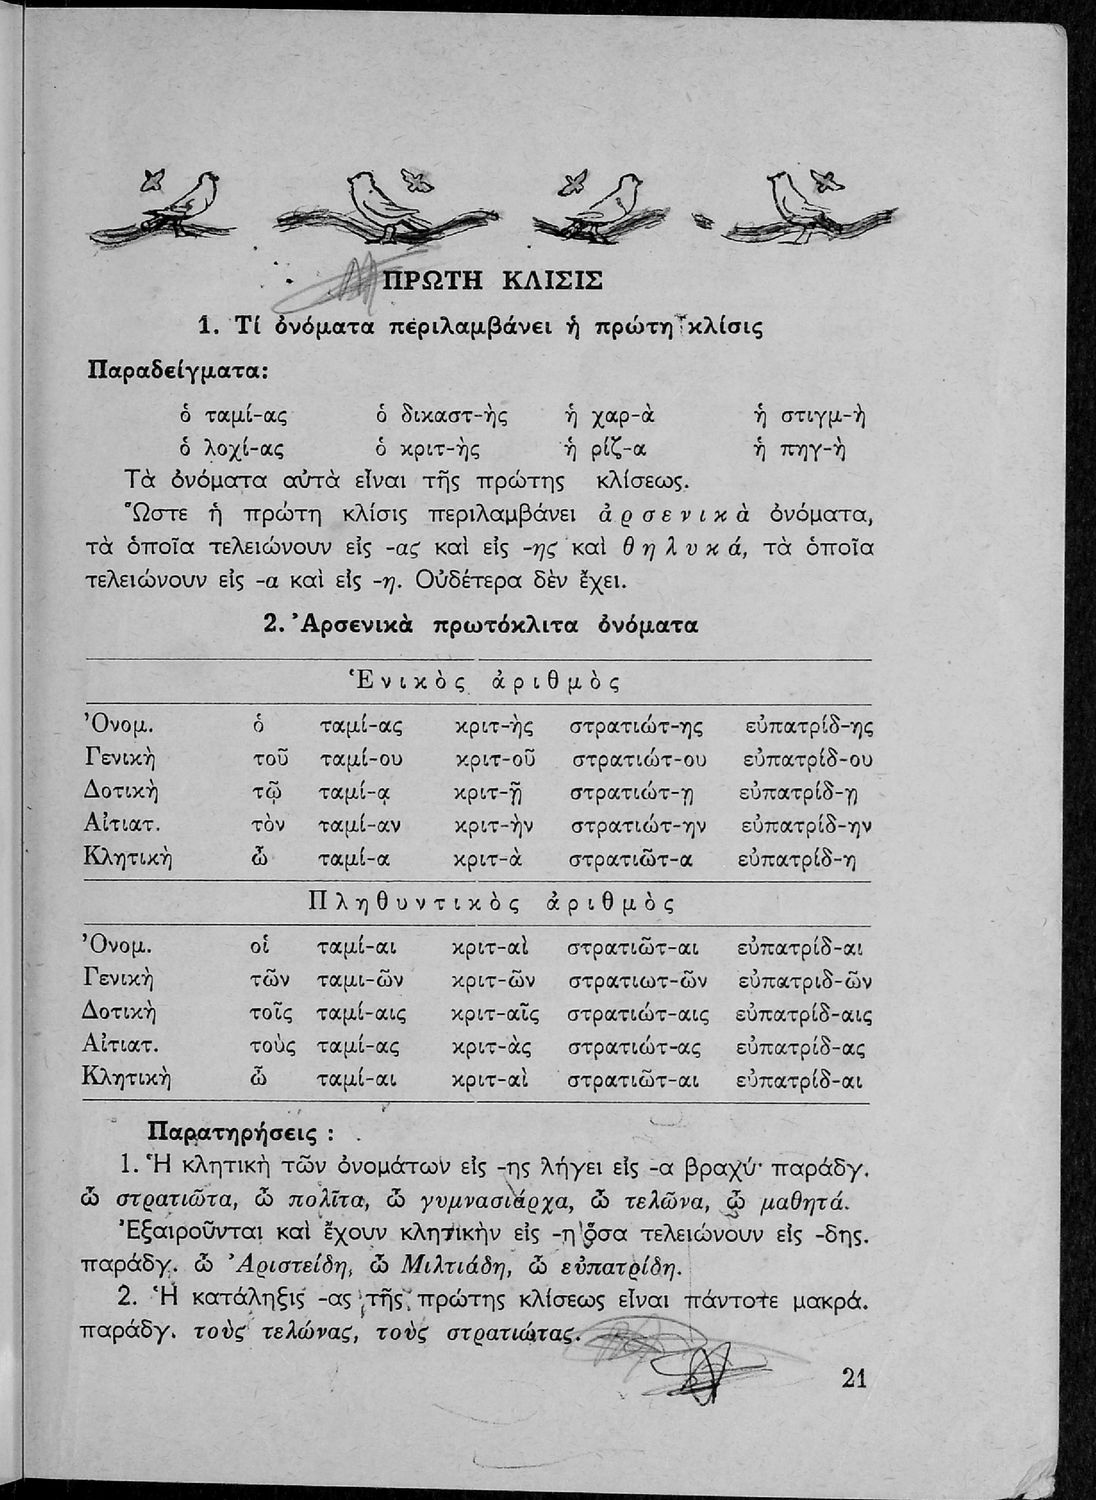 ΠΡΩΤΗ ΚΛΙΣΙΣ
1. Τί ὀνόματα περιλαμβάνει ἡ πρώτη κλίσις
Παραδείγματα:
ὁ ταμί-ας ὁ δικαστ-ὴς ἡ χαρ-ὰ ἡ στιγμ-ὴ
ὁ λοχί-ας ὁ κριτ-ὴς ἡ ρίζ-α ἡ πηγ-ὴ
Τὰ ὀνόματα αὐτὰ εἶναι τῆς πρώτης κλίσεως.
Ὥστε ἡ πρώτη κλίσις περιλαμβάνει ἀρσενικὰ ὀνόματα,
τὰ ὁποῖα τελειώνουν εἰς -ας καὶ εἰς -ης καὶ θηλυκά, τὰ ὁποῖα
τελειώνουν εἰς -α καὶ εἰς -η. Οὐδέτερα δὲν ἔχει.
2. Ἀρσενικὰ πρωτόκλιτα ὀνόματα
Ἑνικὸς ἀριθμὸς
Ὀνομ. ὁ ταμί-ας κριτ-ὴς στρατιώτ-ης εὐπατρίδ-ης
Γενικὴ τοῦ ταμί-ου κριτ-οῦ στρατιώτ-ου εὐπατρίδ-ου
Δοτικὴ τῷ ταμί-ᾳ κριτ-ῇ στρατιώτ-ῃ εὐπατρίδ-ῃ
Αἰτιατ. τὸν ταμί-αν κριτ-ὴν στρατιώτ-ην εὐπατρίδ-ην
Κλητικὴ ὦ ταμί-α κριτ-ὰ στρατιῶτ-α εὐπατρίδ-η
Πληθυντικὸς ἀριθμὸς
Ὀνομ. οἱ ταμί-αι κριτ-αὶ στρατιῶτ-αι εὐπατρίδ-αι
Γενικὴ τῶν ταμι-ῶν κριτ-ῶν στρατιωτ-ῶν εὐπατριδ-ῶν
Δοτικὴ τοῖς ταμί-αις κριτ-αῖς στρατιώτ-αις εὐπατρίδ-αις
Αἰτιατ. τοὺς ταμί-ας κριτ-ὰς στρατιώτ-ας εὐπατρίδ-ας
Κλητικὴ ὦ ταμί-αι κριτ-αὶ στρατιῶτ-αι εὐπατρίδ-αι
Παρατηρήσεις :
1. Ἡ κλητικὴ τῶν ὀνομάτων εἰς -ης λήγει εἰς -α βραχύ· παράδγ.
ὦ στρατιῶτα, ὦ πολῖτα, ὦ γυμνασιάρχα, ὦ τελῶνα, ὦ μαθητά.
Ἐξαιροῦνται καὶ ἔχουν κλητικὴν εἰς -η ὅσα τελειώνουν εἰς -δης.
παράδγ. ὦ Ἀριστείδη, ὦ Μιλτιάδη, ὦ εὐπατρίδη.
2. Ἡ κατάληξις -ας τῆς πρώτης κλίσεως εἶναι πάντοτε μακρά.
παράδγ. τοὺς τελώνας, τοὺς στρατιώτας.
21